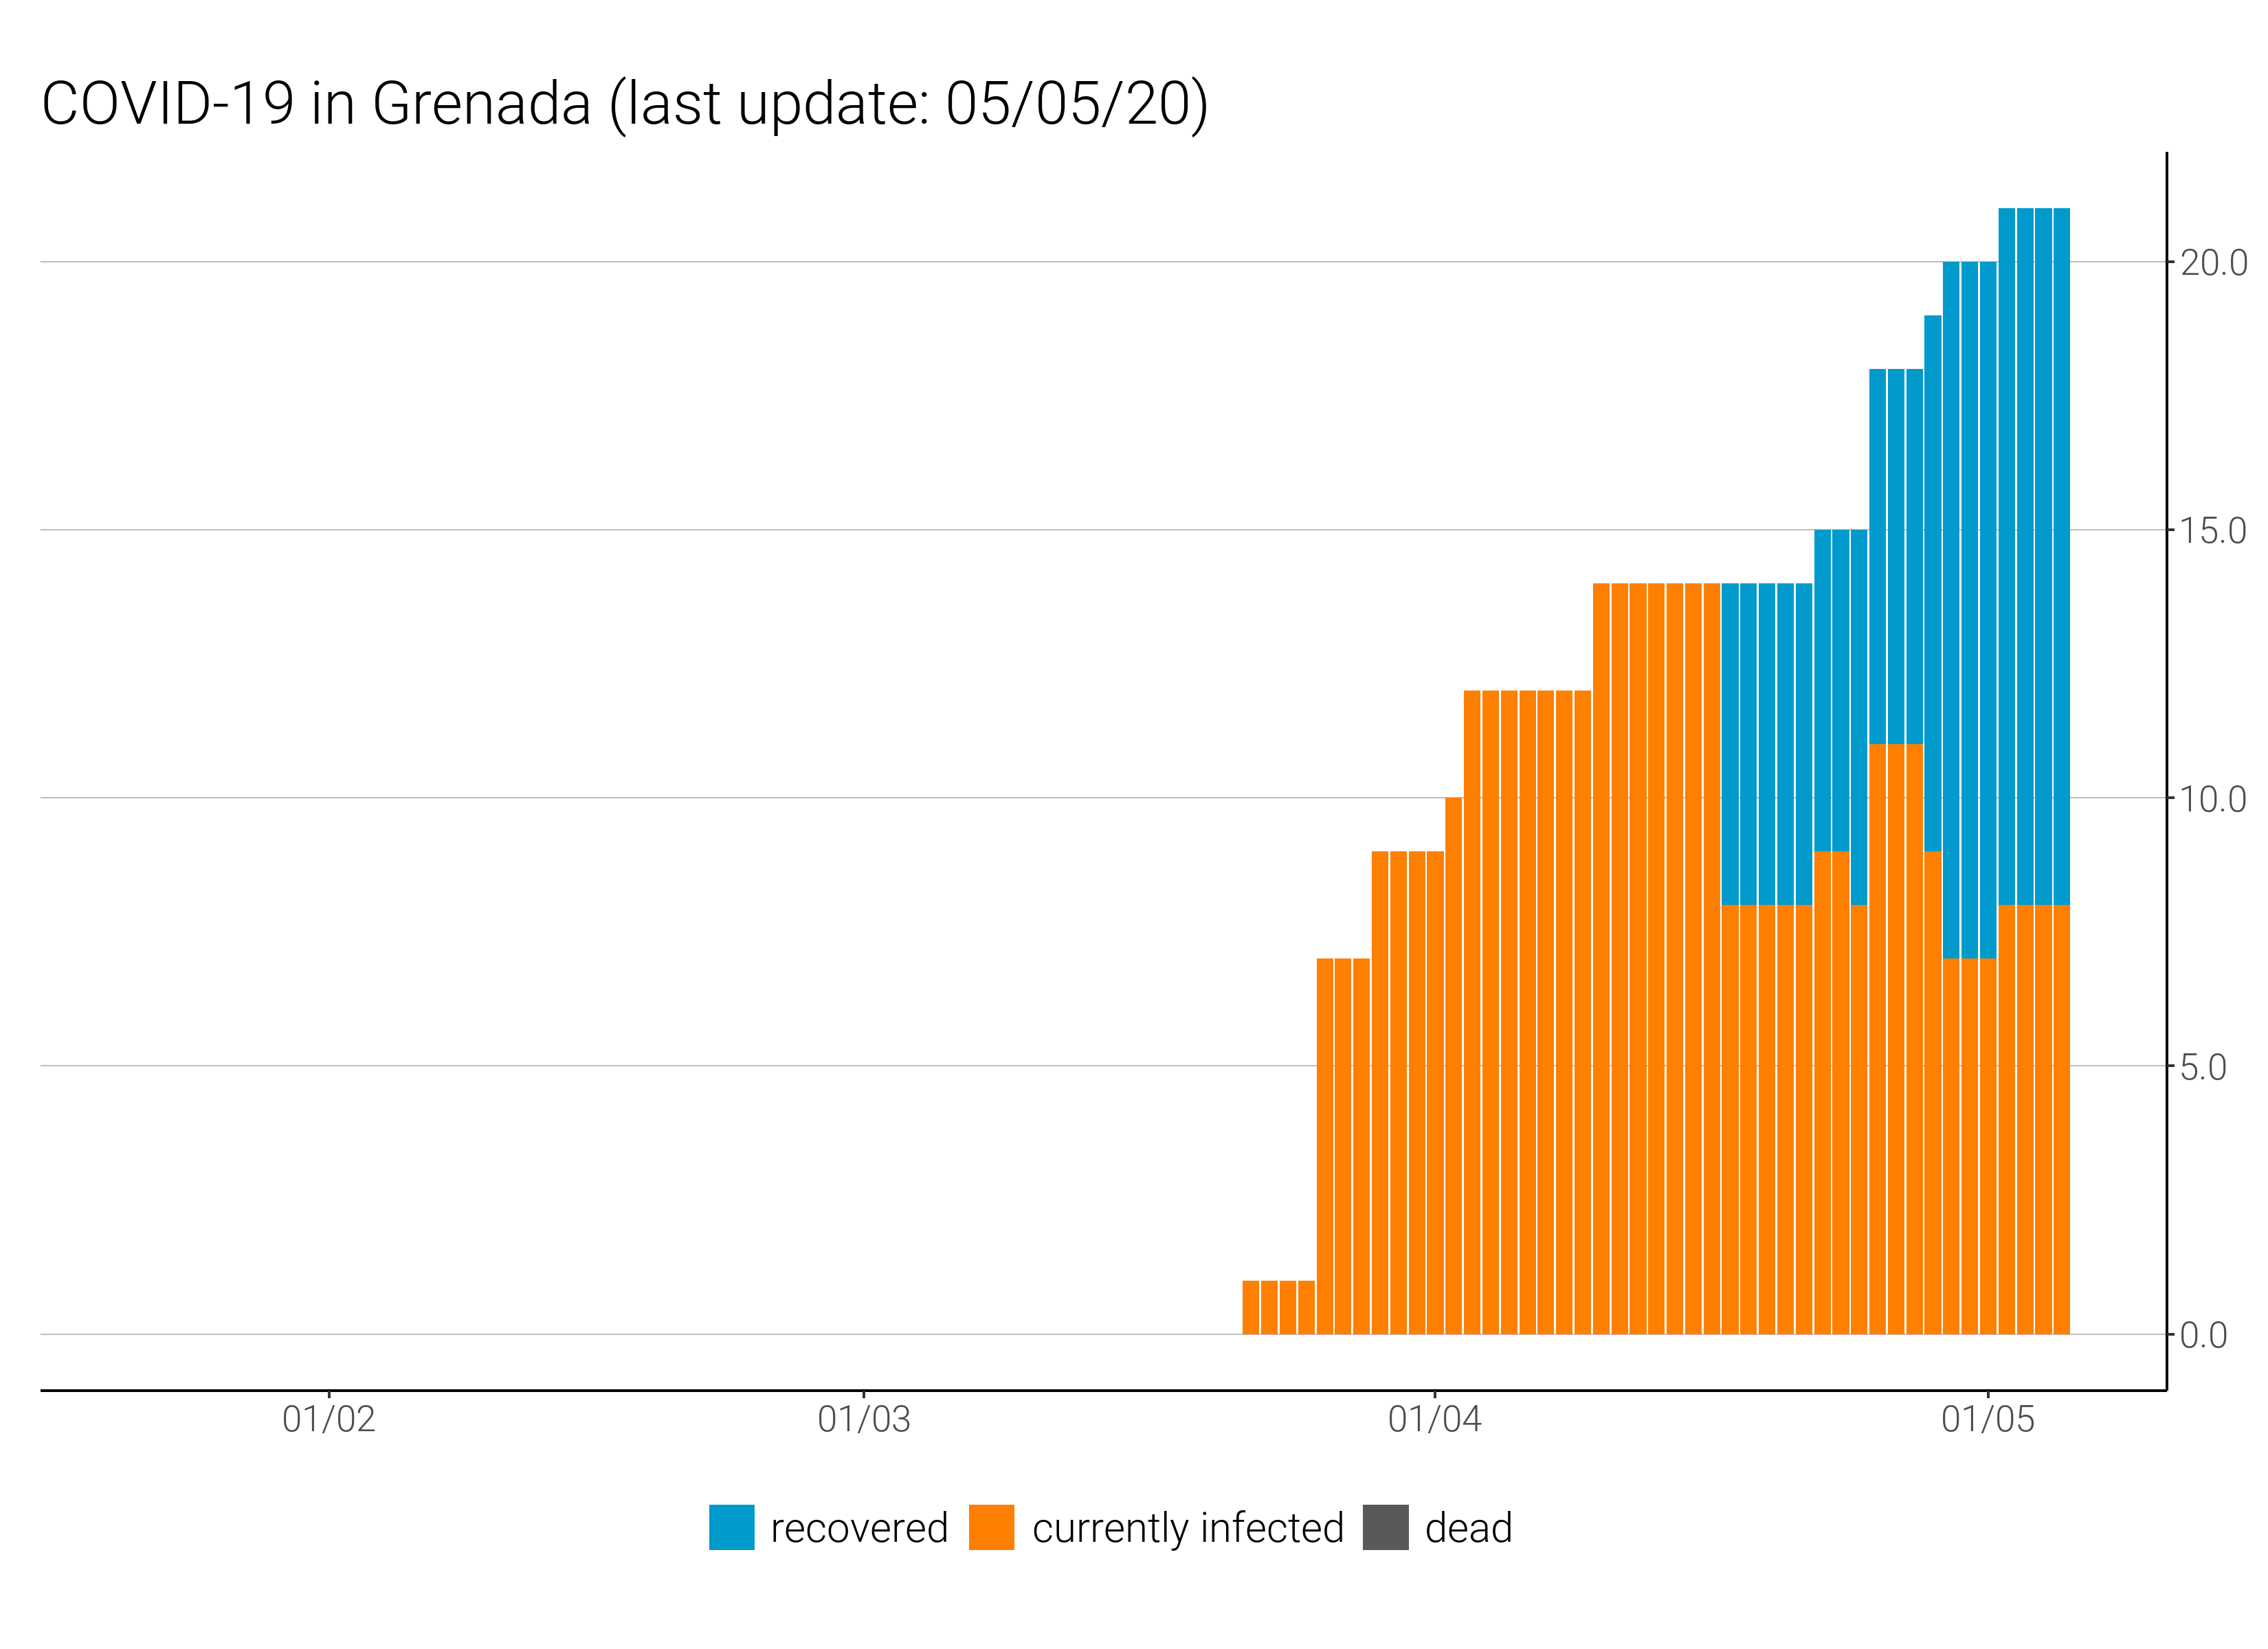 COVID-19 in Grenada (last update: 05/05/20)
20.0
15.0
10.0
5.0
0.0
01/02 01/03 01/04 01/05
recovered currently infected dead